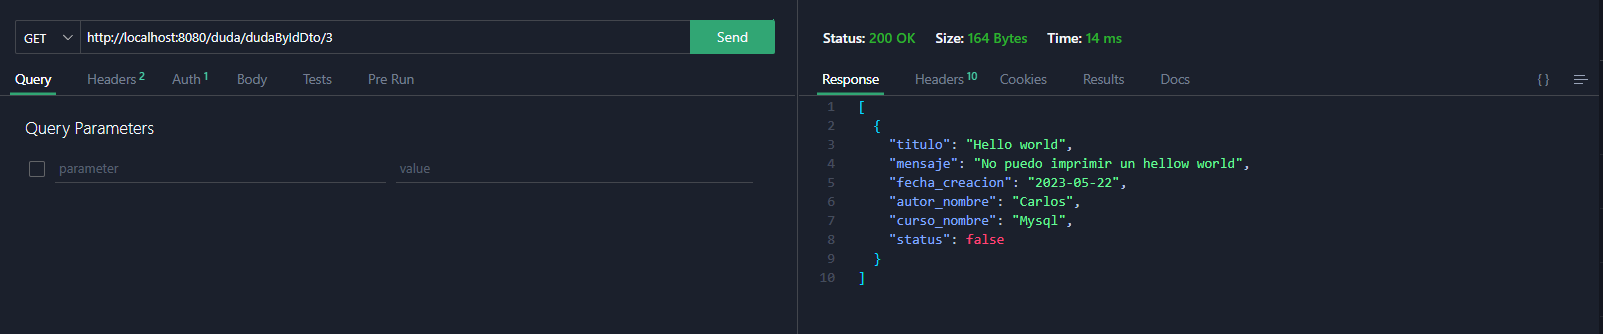 GET http://localhost:8080/duda/dudaByIdDto/3 Send
Query Headers 2 Auth 1 Body Tests Pre Run
Query Parameters
parameter value
Status: 200 OK Size: 164 Bytes Time: 14 ms
Response Headers 10 Cookies Results Docs { }
1 [
2 {
3 "titulo": "Hello world",
4 "mensaje": "No puedo imprimir un hellow world",
5 "fecha_creacion": "2023-05-22",
6 "autor_nombre": "Carlos",
7 "curso_nombre": "Mysql",
8 "status": false
9 }
10 ]